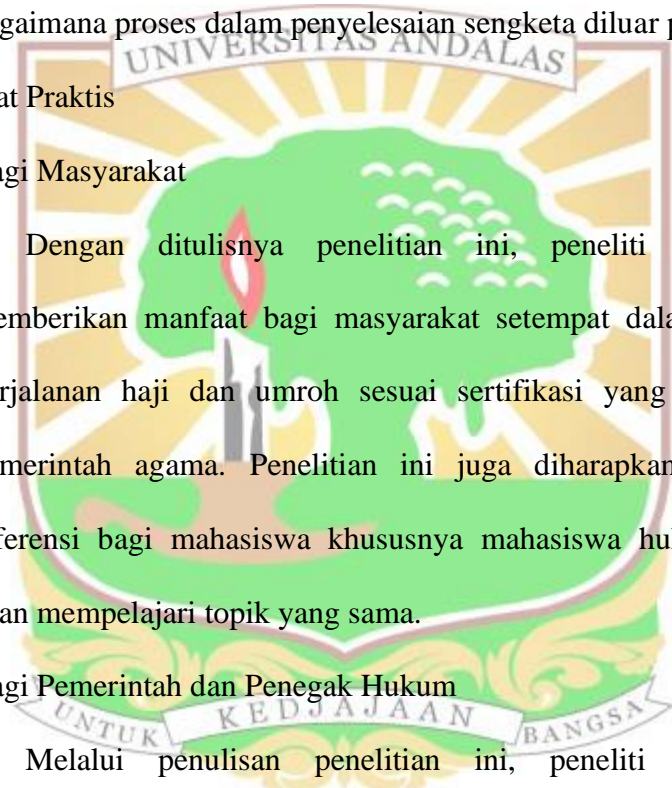 gaimana proses dalam penyelesaian sengketa diluar p
UNIVERSITAS ANDALAS
at Praktis
agi Masyarakat
Dengan ditulisnya penelitian ini, peneliti
emberikan manfaat bagi masyarakat setempat dala
rjalanan haji dan umroh sesuai sertifikasi yang
merintah agama. Penelitian ini juga diharapkan
ferensi bagi mahasiswa khususnya mahasiswa hu
an mempelajari topik yang sama.
agi Pemerintah dan Penegak Hukum
UNTUK KEDJAJAAN BANGSA
Melalui penulisan penelitian ini, peneliti